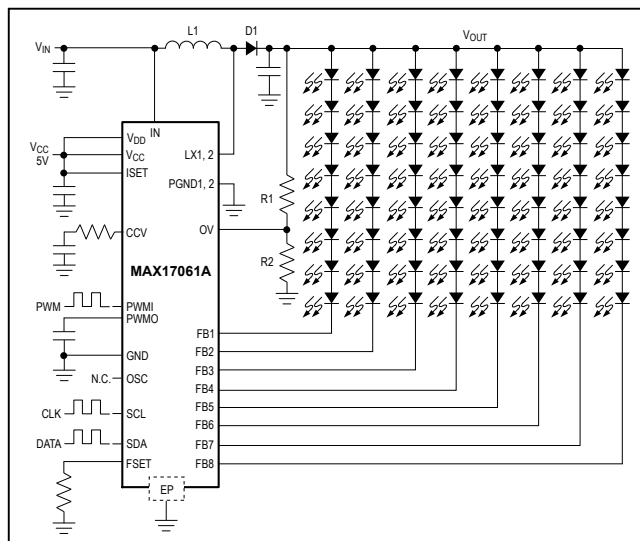 L1
D1
VIN
VOUT
IN
VDD
VCC
5V
VCC
ISET
LX1, 2
PGND1, 2
R1
CCV
OV
R2
MAX17061A
PWM
PWMI
PWMO
FB1
FB2
GND
FB3
N.C.
OSC
FB4
FB5
CLK
SCL
FB6
DATA
SDA
FB7
FSET
FB8
EP